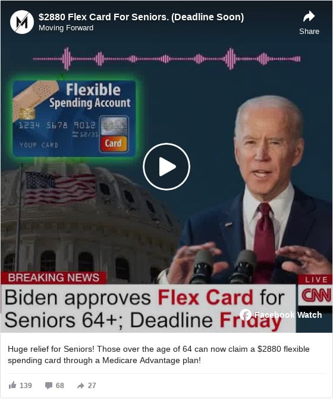 $2880 Flex Card For Seniors. (Deadline Soon)
Moving Forward
Share
Flexible
Spending Account
1234 5678 9012
12/20
YOUR CARD
Card
BREAKING NEWS
LIVE
Biden approves Flex Card for
CNN
Seniors 64+; Deadline Friday
Facebook Watch
Huge relief for Seniors! Those over the age of 64 can now claim a $2880 flexible
spending card through a Medicare Advantage plan!
139
68
27